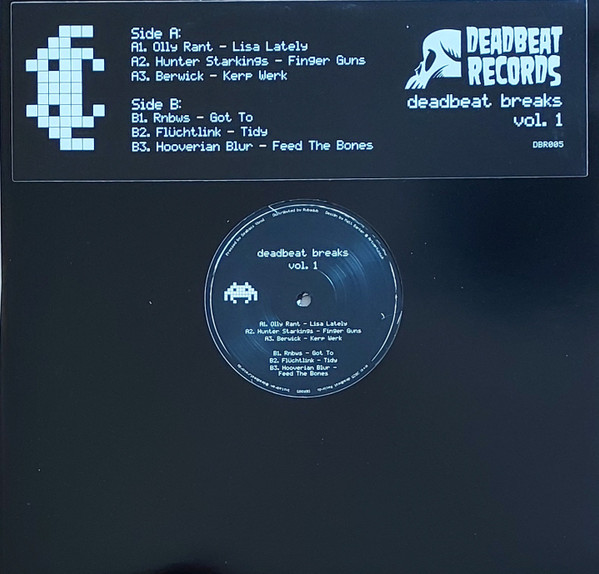 Side A:
A1. Olly Rant - Lisa Lately
A2. Hunter Starkings - Finger Guns
A3. Berwick - Kerp Werk
Side B:
B1. Rnbws - Got To
B2. Flüchtlink - Tidy
B3. Hooverian Blur - Feed The Bones
DEADBEAT
RECORDS
deadbeat breaks
vol. 1
DBR005
deadbeat breaks
vol. 1
A1. Olly Rant - Lisa Lately
A2. Hunter Starkings - Finger Guns
A3. Berwick - Kerp Werk
B1. Rnbws - Got To
B2. Flüchtlink - Tidy
B3. Hooverian Blur -
Feed The Bones
DBR005